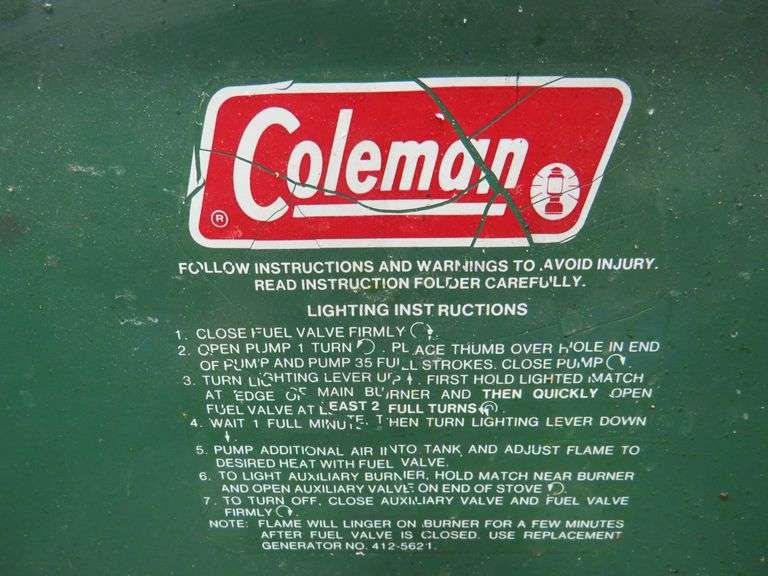 Coleman
®
FOLLOW INSTRUCTIONS AND WARNINGS TO AVOID INJURY.
READ INSTRUCTION FOLDER CAREFULLY.
LIGHTING INSTRUCTIONS
1. CLOSE FUEL VALVE FIRMLY .
2. OPEN PUMP 1 TURN . PLACE THUMB OVER HOLE IN END
OF PUMP AND PUMP 35 FULL STROKES. CLOSE PUMP .
3. TURN LIGHTING LEVER UP . FIRST HOLD LIGHTED MATCH
AT EDGE OF MAIN BURNER AND THEN QUICKLY OPEN
FUEL VALVE AT LEAST 2 FULL TURNS .
4. WAIT 1 FULL MINUTE, THEN TURN LIGHTING LEVER DOWN
.
5. PUMP ADDITIONAL AIR INTO TANK AND ADJUST FLAME TO
DESIRED HEAT WITH FUEL VALVE.
6. TO LIGHT AUXILIARY BURNER, HOLD MATCH NEAR BURNER
AND OPEN AUXILIARY VALVE ON END OF STOVE .
7. TO TURN OFF, CLOSE AUXILIARY VALVE AND FUEL VALVE
FIRMLY .
NOTE: FLAME WILL LINGER ON BURNER FOR A FEW MINUTES
AFTER FUEL VALVE IS CLOSED. USE REPLACEMENT
GENERATOR NO. 412-5621.